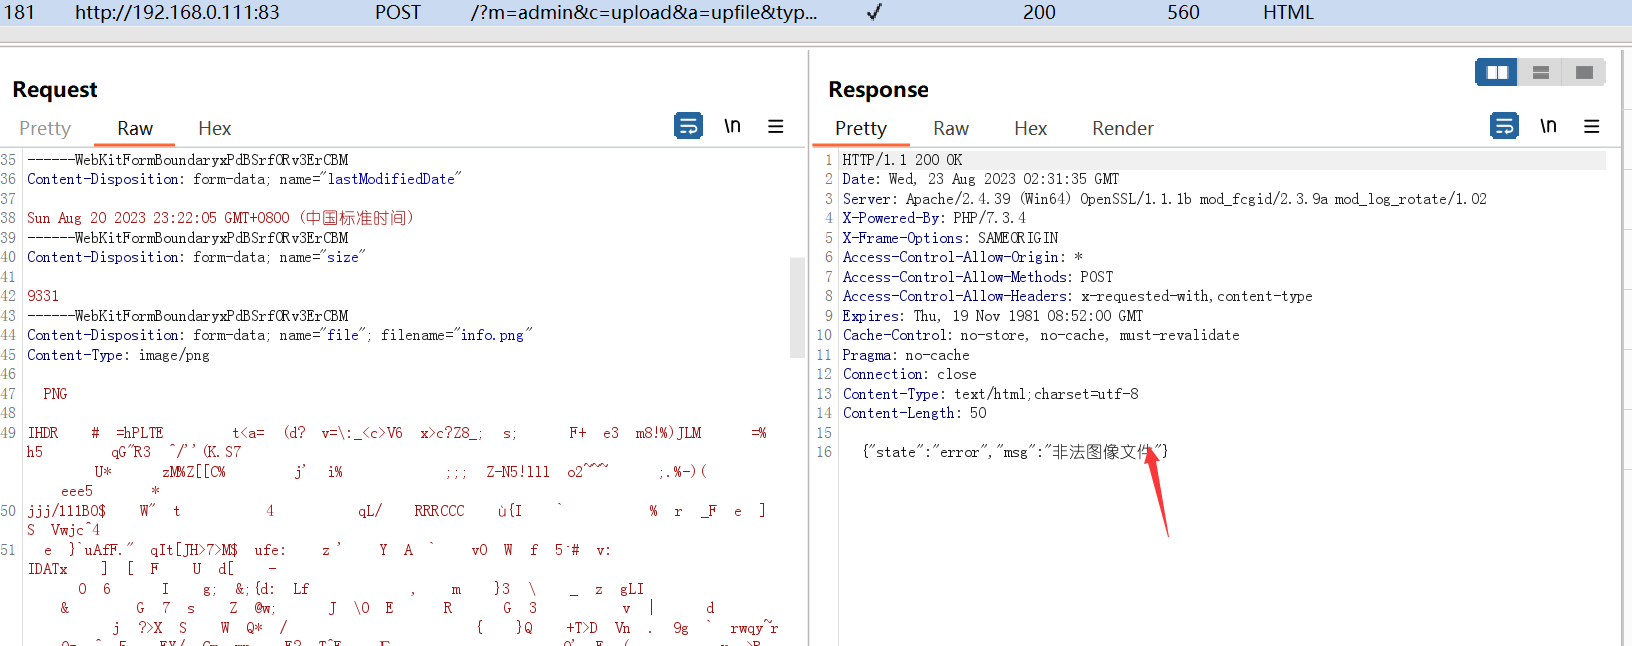 181 http://192.168.0.111:83 POST /?m=admin&c=upload&a=upfile&typ... ✓ 200 560 HTML
Request
Pretty Raw Hex \n
35 ------WebKitFormBoundaryxPdBSrfORv3ErCBM
36 Content-Disposition: form-data; name="lastModifiedDate"
37
38 Sun Aug 20 2023 23:22:05 GMT+0800 (中国标准时间)
39 ------WebKitFormBoundaryxPdBSrfORv3ErCBM
40 Content-Disposition: form-data; name="size"
41
42 9331
43 ------WebKitFormBoundaryxPdBSrfORv3ErCBM
44 Content-Disposition: form-data; name="file"; filename="info.png"
45 Content-Type: image/png
46
47 PNG
48
49 IHDR # =hPLTE t<a= (d? v=\:_<c>V6 x>c?Z8_; s; F+ e3 m8!%)JLM =%
h5 qG"R3 ^/''(K.S7
U* zM%Z[[C% j' i% ;;; Z-N5!111 o2~~~ ;.%-)(
eee5 *
50 jjj/111BO$ W" t 4 qL/ RRRCCC ù{I ` % r _F e ]
S Vwjc^4
51 e }`uAfF." qIt[JH>7>M$ ufe: z ' Y A ` vO W f 5 # v:
IDATx ] [ F U d[ -
O 6 I g; &;{d: Lf , m }3 \ _ z gLI
& G 7 s Z @w; J \O E R G 3 v | d
j ?>X S W Q* / { }Q +T>D Vn . 9g ` rwqy~r
Response
Pretty Raw Hex Render \n
1 HTTP/1.1 200 OK
2 Date: Wed, 23 Aug 2023 02:31:35 GMT
3 Server: Apache/2.4.39 (Win64) OpenSSL/1.1.1b mod_fcgid/2.3.9a mod_log_rotate/1.02
4 X-Powered-By: PHP/7.3.4
5 X-Frame-Options: SAMEORIGIN
6 Access-Control-Allow-Origin: *
7 Access-Control-Allow-Methods: POST
8 Access-Control-Allow-Headers: x-requested-with,content-type
9 Expires: Thu, 19 Nov 1981 08:52:00 GMT
10 Cache-Control: no-store, no-cache, must-revalidate
11 Pragma: no-cache
12 Connection: close
13 Content-Type: text/html;charset=utf-8
14 Content-Length: 50
15
16 {"state":"error","msg":"非法图像文件"}